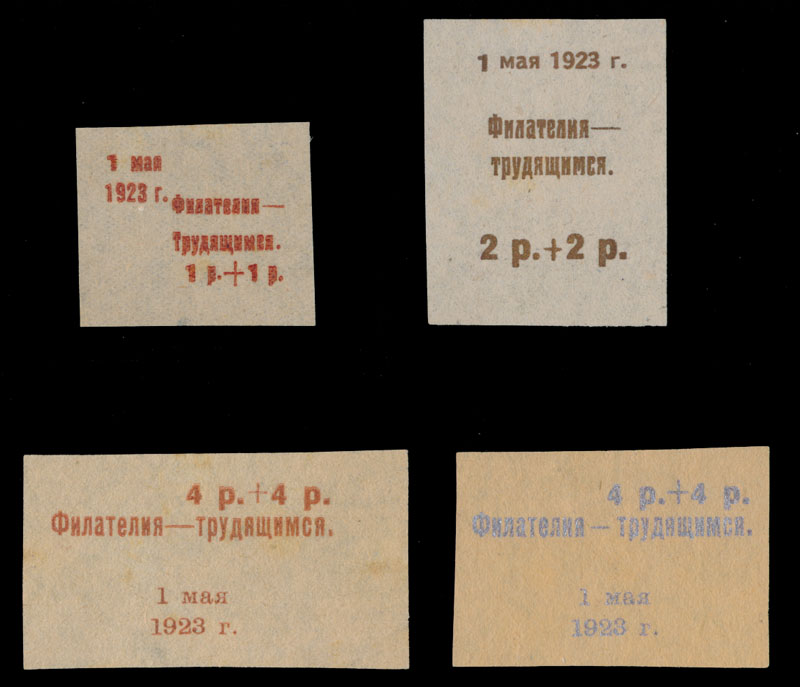 1 мая
1923 г.
Филателия—
Трудящимся.
1 р.+1 р.
1 мая 1923 г.
Филателия—
трудящимся.
2 р.+2 р.
4 р.+4 р.
Филателия—трудящимся.
1 мая
1923 г.
4 р.+4 р.
Филателия—трудящимся.
1 мая
1923 г.